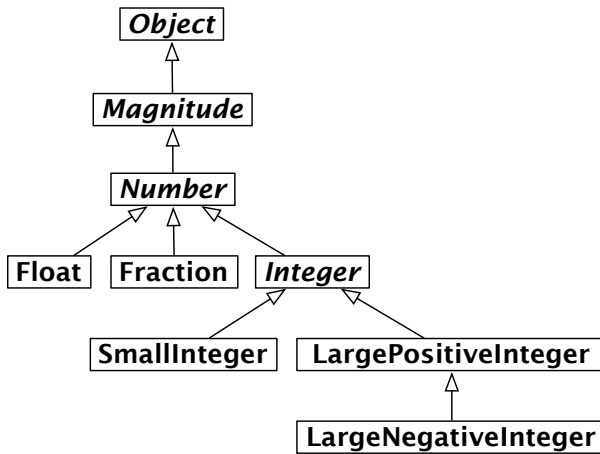 Object
Magnitude
Number
Float
Fraction
Integer
SmallInteger
LargePositiveInteger
LargeNegativeInteger